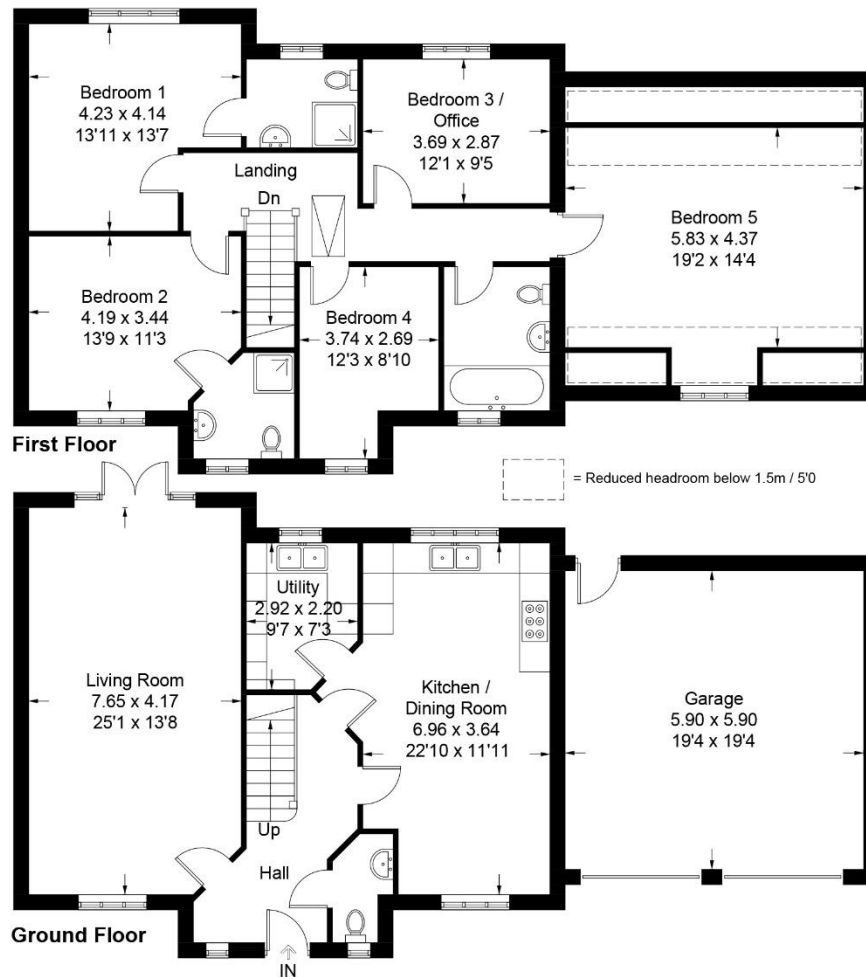 Bedroom 1
4.23 x 4.14
13'11 x 13'7
Bedroom 3 /
Office
3.69 x 2.87
12'1 x 9'5
Landing
Dn
Bedroom 5
5.83 x 4.37
19'2 x 14'4
Bedroom 2
4.19 x 3.44
13'9 x 11'3
Bedroom 4
3.74 x 2.69
12'3 x 8'10
First Floor
= Reduced headroom below 1.5m / 5'0
Utility
2.92 x 2.20
9'7 x 7'3
Living Room
7.65 x 4.17
25'1 x 13'8
Kitchen /
Dining Room
6.96 x 3.64
22'10 x 11'11
Garage
5.90 x 5.90
19'4 x 19'4
Up
Hall
Ground Floor
IN